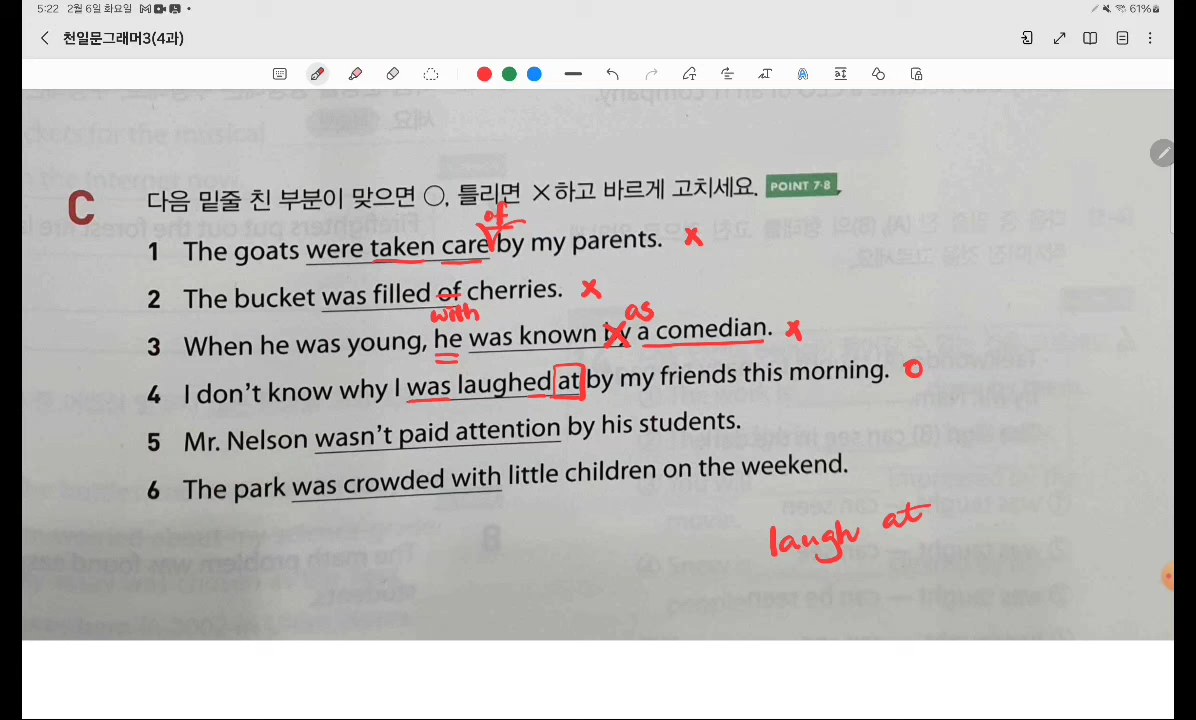 5:22 2월 6일 화요일 61%
천일문그래머3(4과)
C 다음 밑줄 친 부분이 맞으면 ○, 틀리면 ×하고 바르게 고치세요. POINT 7·8
of
1 The goats were taken care by my parents. x
2 The bucket was filled of cherries. x
with as
3 When he was young, he was known by a comedian. x
4 I don't know why I was laughed at by my friends this morning. o
5 Mr. Nelson wasn't paid attention by his students.
6 The park was crowded with little children on the weekend.
laugh at